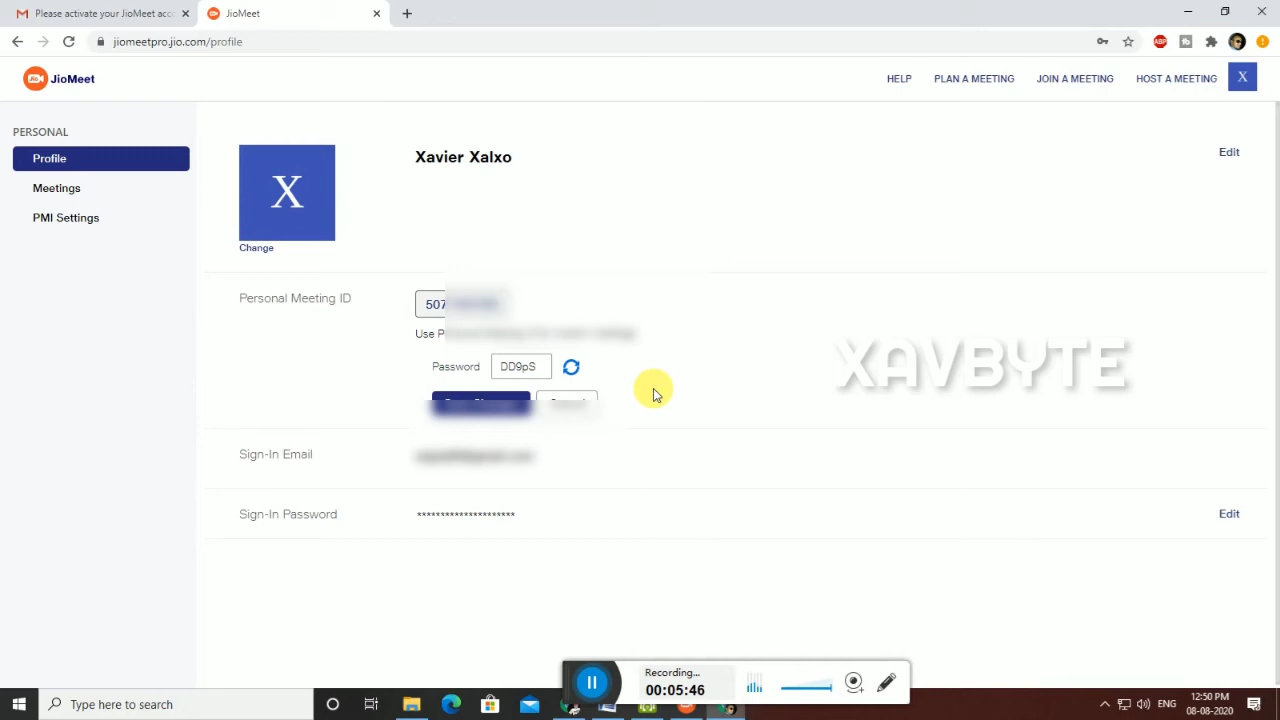 Please activate your JioMeet acc
JioMeet
jiomeetpro.jio.com/profile
ABP
Jio
JioMeet
HELP
PLAN A MEETING
JOIN A MEETING
HOST A MEETING
X
PERSONAL
Profile
Meetings
PMI Settings
X
Change
Xavier Xalxo
Edit
Personal Meeting ID
507
Use P
Password
DD9pS
XAVBYTE
Sign-In Email
Sign-In Password
*********************
Edit
Recording...
00:05:46
Type here to search
ENG
12:50 PM
08-08-2020